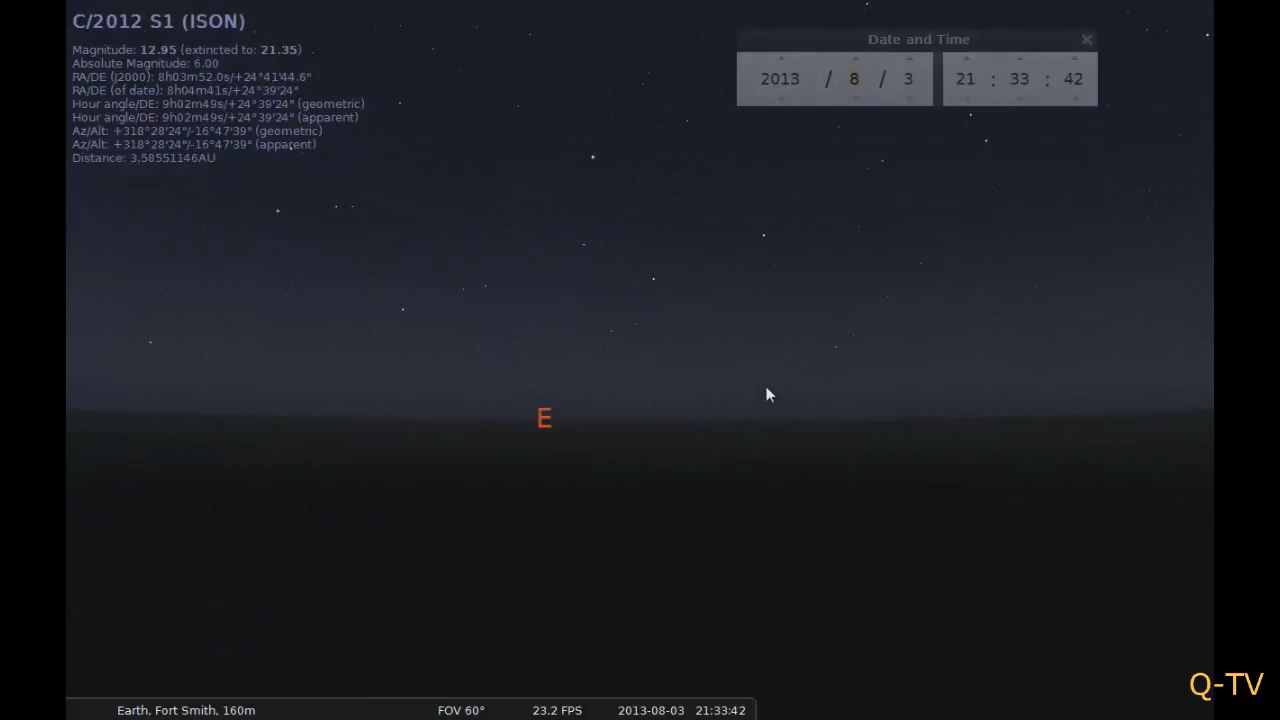 C/2012 S1 (ISON)
Magnitude: 12.95 (extincted to: 21.35)
Absolute Magnitude: 6.00
RA/DE (J2000): 8h03m52.0s/+24°41'44.6"
RA/DE (of date): 8h04m41s/+24°39'24"
Hour angle/DE: 9h02m49s/+24°39'24" (geometric)
Hour angle/DE: 9h02m49s/+24°39'24" (apparent)
Az/Alt: +318°28'24"/-16°47'39" (geometric)
Az/Alt: +318°28'24"/-16°47'39" (apparent)
Distance: 3.58551146AU
Date and Time
2013 / 8 / 3 21 : 33 : 42
E
Q-TV
Earth, Fort Smith, 160m FOV 60° 23.2 FPS 2013-08-03 21:33:42